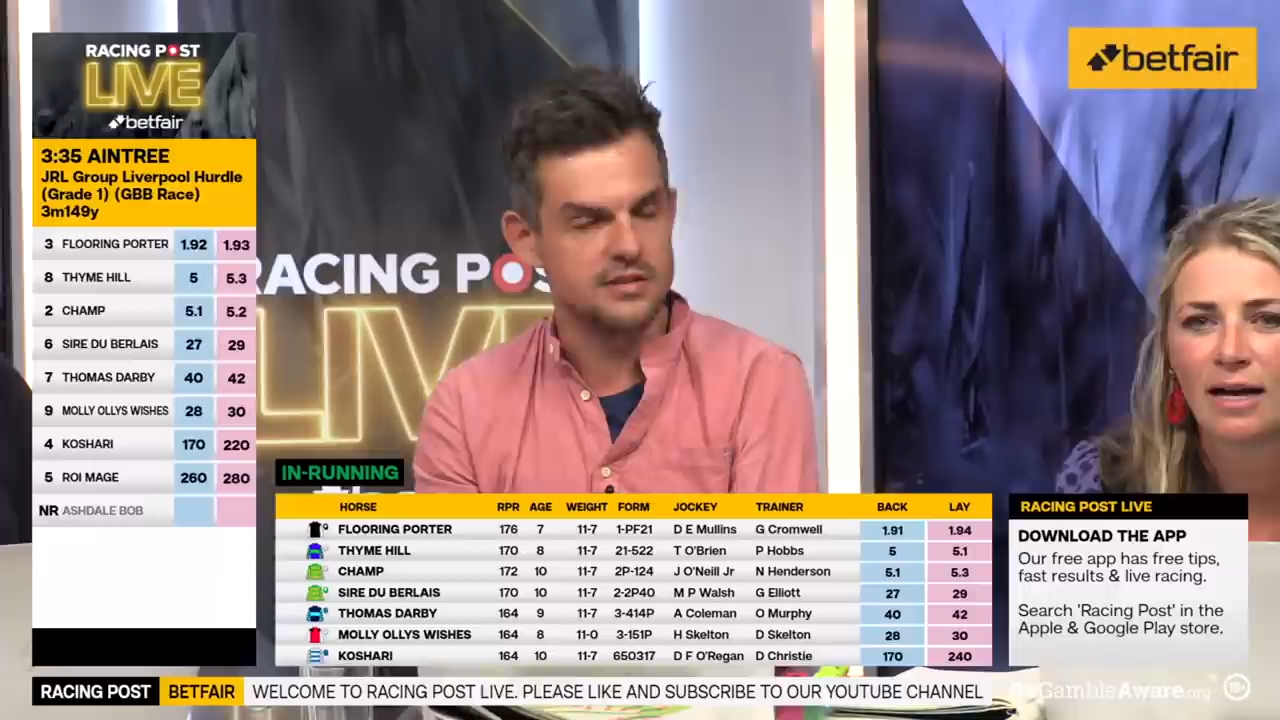 RACING POST
LIVE
betfair
3:35 AINTREE
JRL Group Liverpool Hurdle
(Grade 1) (GBB Race)
3m149y
3 FLOORING PORTER 1.92 1.93
8 THYME HILL 5 5.3
2 CHAMP 5.1 5.2
6 SIRE DU BERLAIS 27 29
7 THOMAS DARBY 40 42
9 MOLLY OLLYS WISHES 28 30
4 KOSHARI 170 220
5 ROI MAGE 260 280
NR ASHDALE BOB
betfair
RACING POS
LIV
IN-RUNNING
HORSE RPR AGE WEIGHT FORM JOCKEY TRAINER BACK LAY
FLOORING PORTER 176 7 11-7 1-PF21 D E Mullins G Cromwell 1.91 1.94
THYME HILL 170 8 11-7 21-522 T O'Brien P Hobbs 5 5.1
CHAMP 172 10 11-7 2P-124 J O'Neill Jr N Henderson 5.1 5.3
SIRE DU BERLAIS 170 10 11-7 2-2P40 M P Walsh G Elliott 27 29
THOMAS DARBY 164 9 11-7 3-414P A Coleman O Murphy 40 42
MOLLY OLLYS WISHES 164 8 11-0 3-151P H Skelton D Skelton 28 30
KOSHARI 164 10 11-7 650317 D F O'Regan D Christie 170 240
RACING POST LIVE
DOWNLOAD THE APP
Our free app has free tips,
fast results & live racing.
Search 'Racing Post' in the
Apple & Google Play store.
RACING POST BETFAIR WELCOME TO RACING POST LIVE. PLEASE LIKE AND SUBSCRIBE TO OUR YOUTUBE CHANNEL
BeGambleAware.org 18+